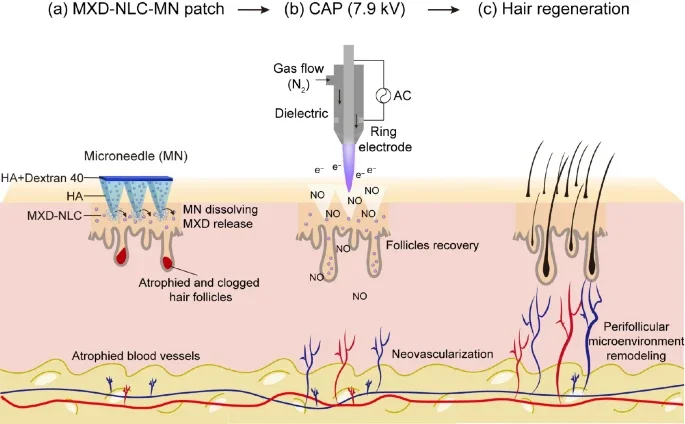 (a) MXD-NLC-MN patch
(b) CAP (7.9 kV)
(c) Hair regeneration
Gas flow
(N₂)
Dielectric
AC
Ring
electrode
Microneedle (MN)
HA+Dextran 40
HA
MXD-NLC
MN dissolving
MXD release
Atrophied and clogged
hair follicles
e⁻
e⁻
e⁻
e⁻
NO
NO
NO
NO
NO
NO
NO
NO
Follicles recovery
Atrophied blood vessels
Neovascularization
Perifollicular
microenvironment
remodeling